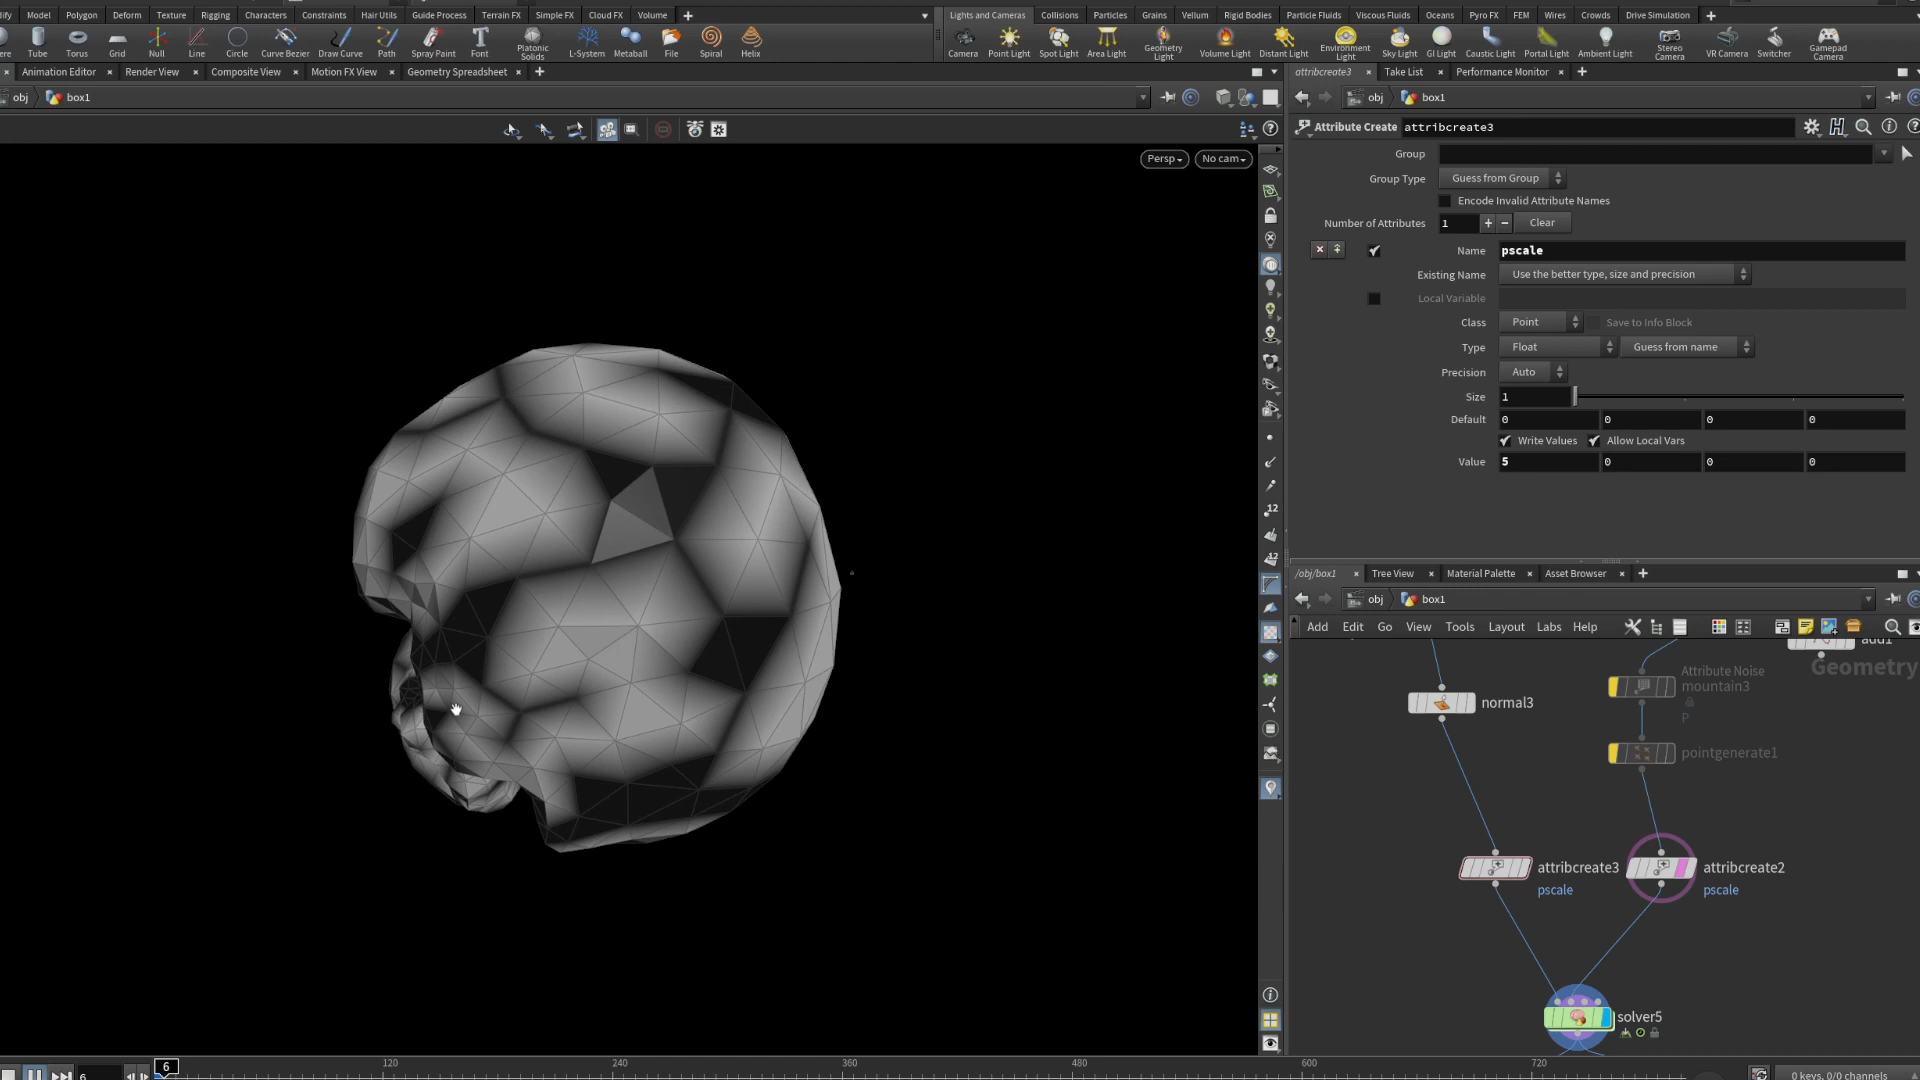 Model Polygon Deform Texture Rigging Characters Constraints Hair Utils Guide Process Terrain FX Simple FX Cloud FX Volume
Lights and Cameras Collisions Particles Grains Vellum Rigid Bodies Particle Fluids Viscous Fluids Oceans Pyro FX FEM Wires Crowds Drive Simulation
Tube Torus Grid Null Line Circle Curve Bezier Draw Curve Path Spray Paint Font Platonic Solids L-System Metaball File Spiral Helix
Camera Point Light Spot Light Area Light Geometry Light Volume Light Distant Light Environment Light Sky Light GI Light Caustic Light Portal Light Ambient Light Stereo Camera VR Camera Switcher Gamepad Camera
Animation Editor Render View Composite View Motion FX View Geometry Spreadsheet
attribcreate3 Take List Performance Monitor
obj box1
obj box1
Attribute Create attribcreate3
Persp No cam
Group
Group Type Guess from Group
Encode Invalid Attribute Names
Number of Attributes 1 + − Clear
Name pscale
Existing Name Use the better type, size and precision
Local Variable
Class Point Save to Info Block
Type Float Guess from name
Precision Auto
Size 1
Default 0 0 0 0
Write Values Allow Local Vars
Value 5 0 0 0
/obj/box1 Tree View Material Palette Asset Browser
obj box1
Add Edit Go View Tools Layout Labs Help
add1
Geometry
Attribute Noise
mountain3
P
normal3
pointgenerate1
attribcreate3
pscale
attribcreate2
pscale
solver5
12
12
6
120 240 360 480 600 720
6
0 keys, 0/0 channels